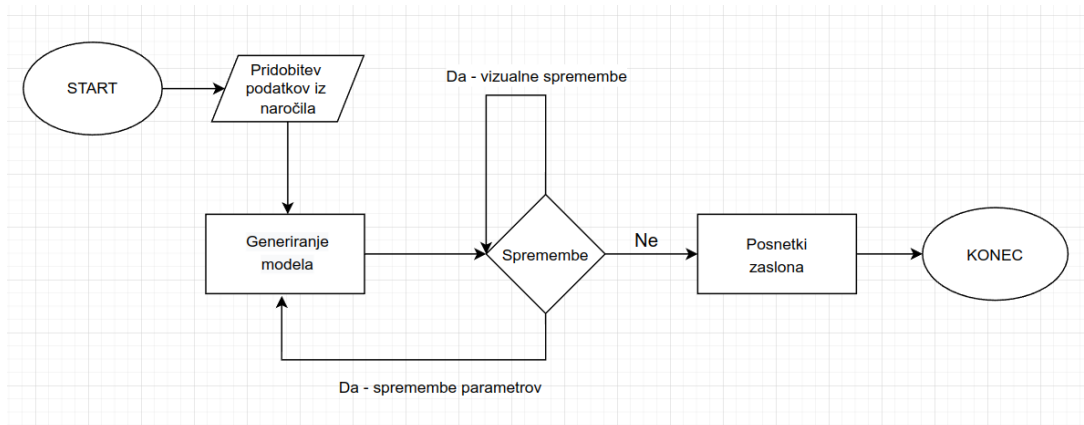 START
Pridobitev
podatkov iz
naročila
Da - vizualne spremembe
Generiranje
modela
Spremembe
Ne
Posnetki
zaslona
KONEC
Da - spremembe parametrov